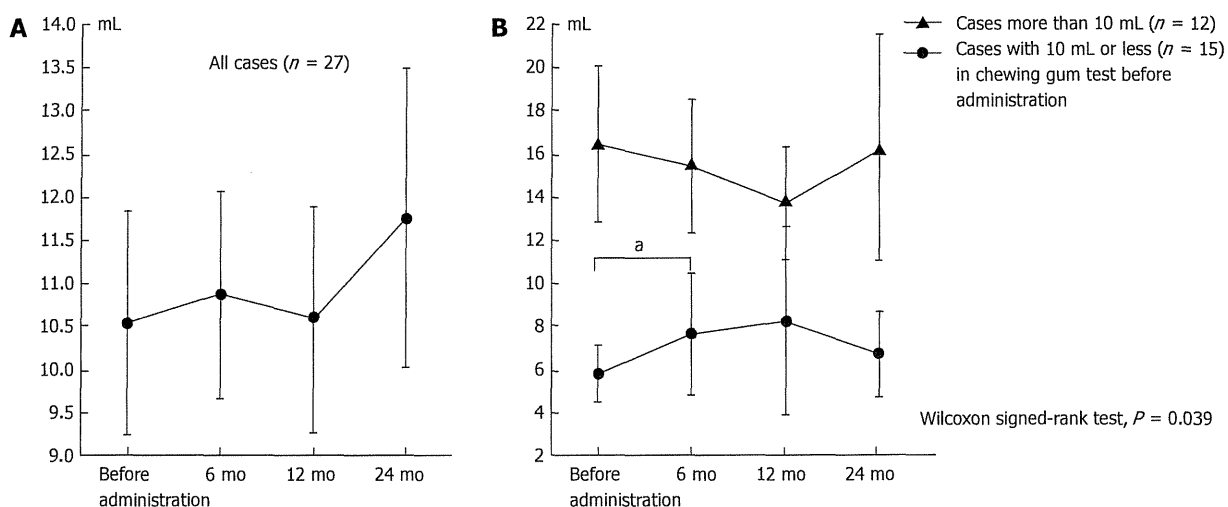 A
mL
All cases (n = 27)
14.0
13.5
13.0
12.5
12.0
11.5
11.0
10.5
10.0
9.5
9.0
Before
administration
6 mo
12 mo
24 mo
B
mL
22
20
18
16
14
12
10
8
6
4
2
a
Before
administration
6 mo
12 mo
24 mo
Cases more than 10 mL (n = 12)
Cases with 10 mL or less (n = 15)
in chewing gum test before
administration
Wilcoxon signed-rank test, P = 0.039